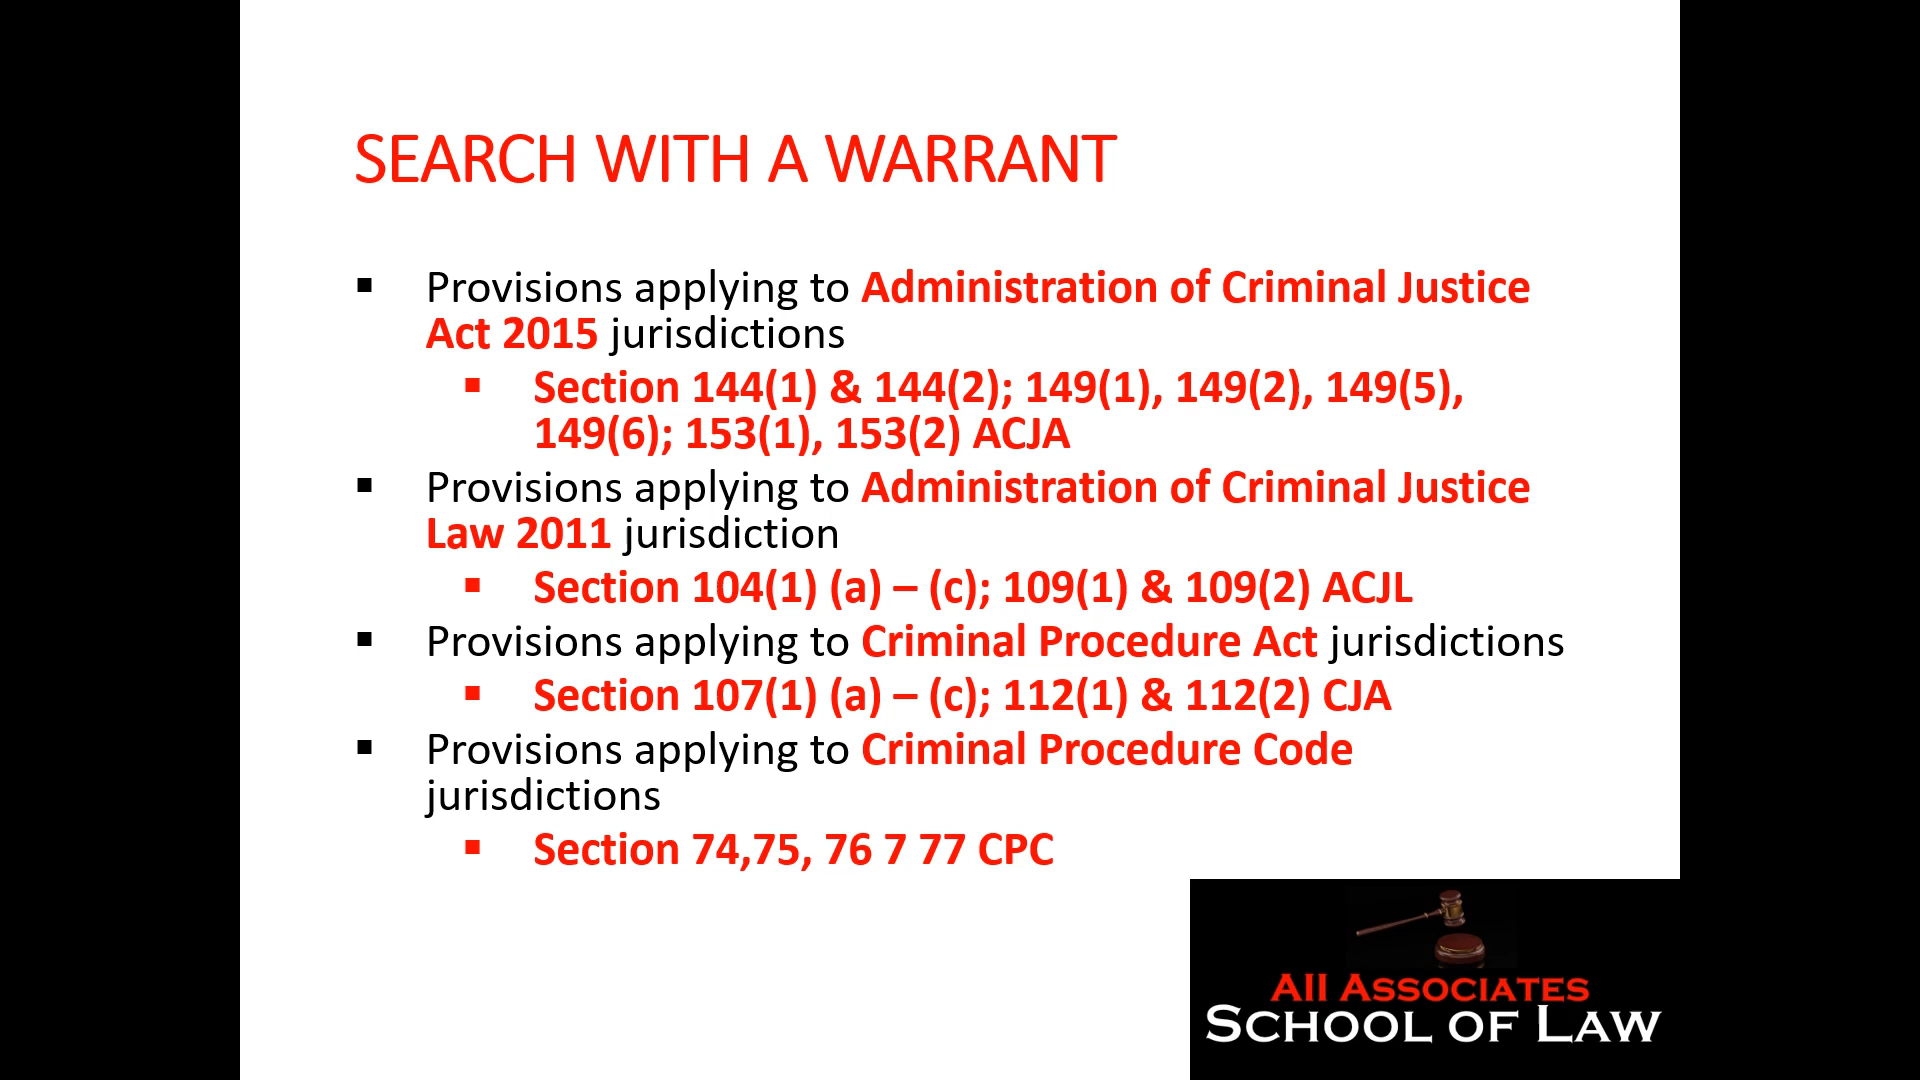 SEARCH WITH A WARRANT
▪ Provisions applying to Administration of Criminal Justice
Act 2015 jurisdictions
▪ Section 144(1) & 144(2); 149(1), 149(2), 149(5),
149(6); 153(1), 153(2) ACJA
▪ Provisions applying to Administration of Criminal Justice
Law 2011 jurisdiction
▪ Section 104(1) (a) – (c); 109(1) & 109(2) ACJL
▪ Provisions applying to Criminal Procedure Act jurisdictions
▪ Section 107(1) (a) – (c); 112(1) & 112(2) CJA
▪ Provisions applying to Criminal Procedure Code
jurisdictions
▪ Section 74,75, 76 7 77 CPC
All Associates
School of Law